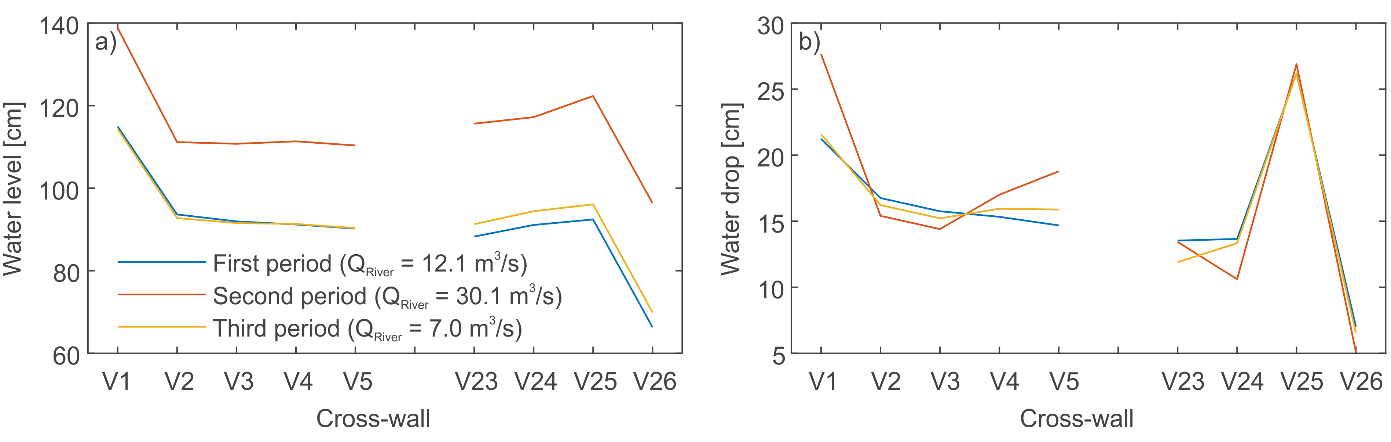 a)
Water level [cm]
140
120
100
80
60
First period (QRiver = 12.1 m³/s)
Second period (QRiver = 30.1 m³/s)
Third period (QRiver = 7.0 m³/s)
V1 V2 V3 V4 V5 V23 V24 V25 V26
Cross-wall
b)
Water drop [cm]
30
25
20
15
10
5
V1 V2 V3 V4 V5 V23 V24 V25 V26
Cross-wall